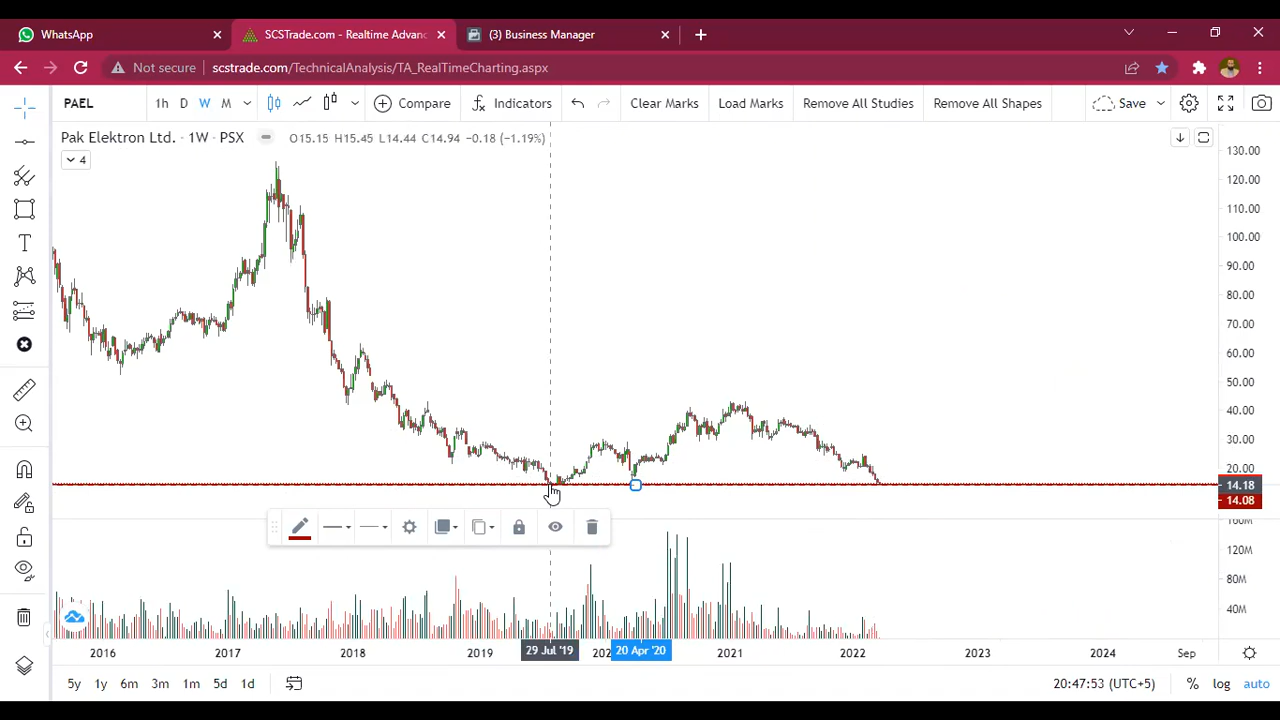 WhatsApp
SCSTrade.com - Realtime Advanc
(3) Business Manager
Not secure
scstrade.com/TechnicalAnalysis/TA_RealTimeCharting.aspx
PAEL
1h
D
W
M
Compare
Indicators
Clear Marks
Load Marks
Remove All Studies
Remove All Shapes
Save
Pak Elektron Ltd. · 1W · PSX
O15.15 H15.45 L14.44 C14.94 −0.18 (−1.19%)
4
130.00
120.00
110.00
100.00
90.00
80.00
70.00
60.00
50.00
40.00
30.00
20.00
14.18
14.08
160M
120M
80M
40M
2016
2017
2018
2019
29 Jul '19
202
20 Apr '20
2021
2022
2023
2024
Sep
5y
1y
6m
3m
1m
5d
1d
20:47:53 (UTC+5)
%
log
auto